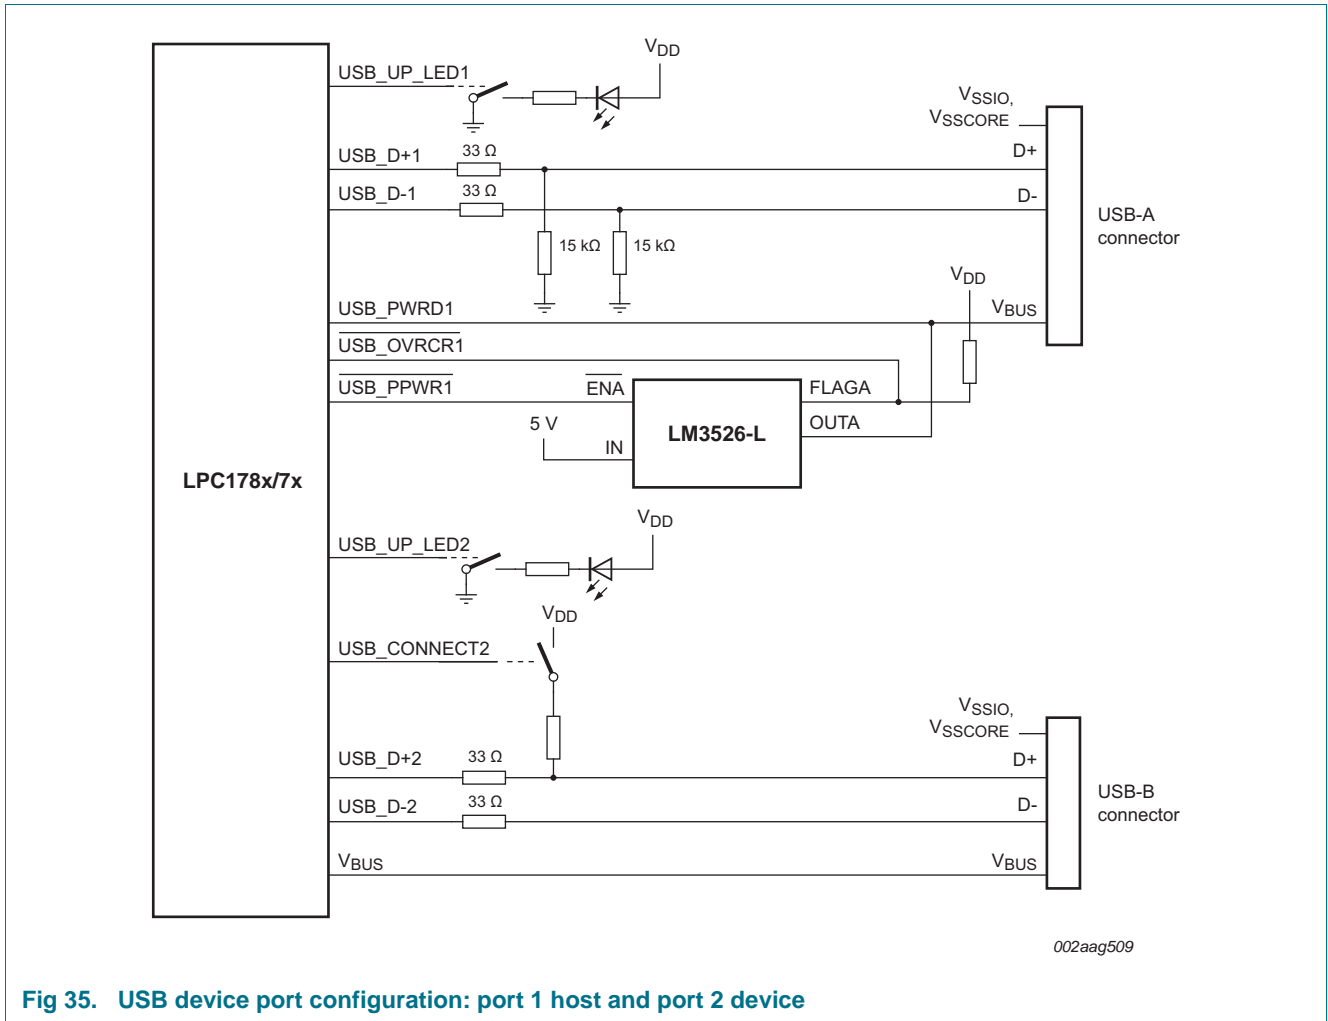 VDD
USB_UP_LED1
VSSIO,
VSSCORE
33 Ω
USB_D+1
D+
33 Ω
USB_D-1
D-
USB-A
connector
15 kΩ
15 kΩ
VDD
USB_PWRD1
VBUS
USB_OVRCR1
USB_PPWR1
ENA
FLAGA
5 V
OUTA
LM3526-L
IN
LPC178x/7x
VDD
USB_UP_LED2
VDD
USB_CONNECT2
VSSIO,
VSSCORE
33 Ω
USB_D+2
D+
33 Ω
USB_D-2
D-
USB-B
connector
VBUS
VBUS
002aag509
Fig 35. USB device port configuration: port 1 host and port 2 device